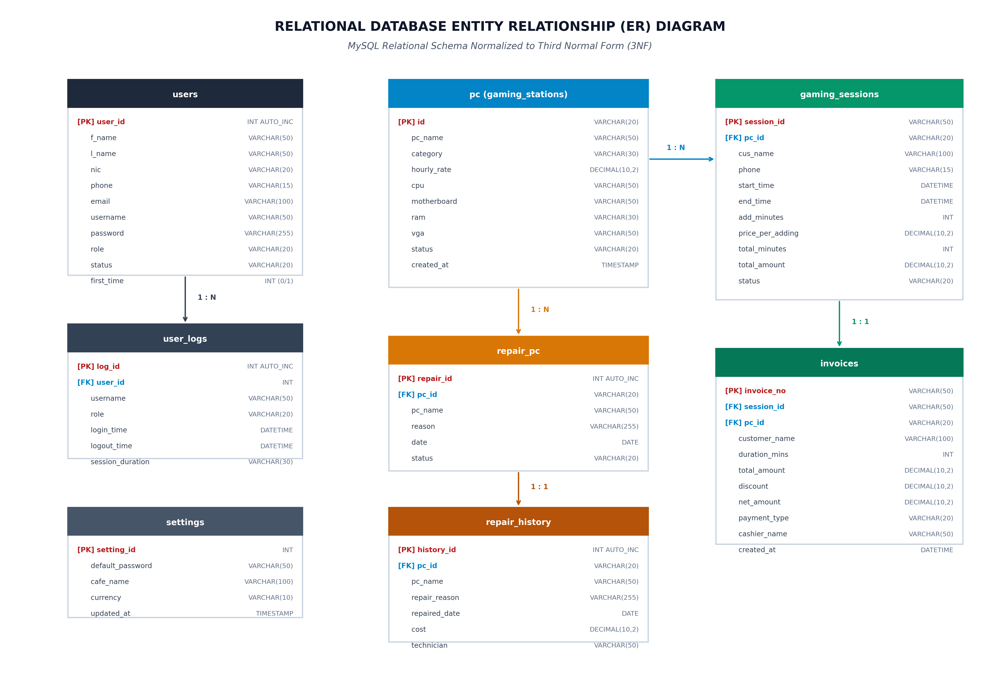 RELATIONAL DATABASE ENTITY RELATIONSHIP (ER) DIAGRAM
MySQL Relational Schema Normalized to Third Normal Form (3NF)
users
[PK] user_id INT AUTO_INC
f_name VARCHAR(50)
l_name VARCHAR(50)
nic VARCHAR(20)
phone VARCHAR(15)
email VARCHAR(100)
username VARCHAR(50)
password VARCHAR(255)
role VARCHAR(20)
status VARCHAR(20)
first_time INT (0/1)
1 : N
user_logs
[PK] log_id INT AUTO_INC
[FK] user_id INT
username VARCHAR(50)
role VARCHAR(20)
login_time DATETIME
logout_time DATETIME
session_duration VARCHAR(30)
settings
[PK] setting_id INT
default_password VARCHAR(50)
cafe_name VARCHAR(100)
currency VARCHAR(10)
updated_at TIMESTAMP
pc (gaming_stations)
[PK] id VARCHAR(20)
pc_name VARCHAR(50)
category VARCHAR(30)
hourly_rate DECIMAL(10,2)
cpu VARCHAR(50)
motherboard VARCHAR(50)
ram VARCHAR(30)
vga VARCHAR(50)
status VARCHAR(20)
created_at TIMESTAMP
1 : N
1 : N
repair_pc
[PK] repair_id INT AUTO_INC
[FK] pc_id VARCHAR(20)
pc_name VARCHAR(50)
reason VARCHAR(255)
date DATE
status VARCHAR(20)
1 : 1
repair_history
[PK] history_id INT AUTO_INC
[FK] pc_id VARCHAR(20)
pc_name VARCHAR(50)
repair_reason VARCHAR(255)
repaired_date DATE
cost DECIMAL(10,2)
technician VARCHAR(50)
gaming_sessions
[PK] session_id VARCHAR(50)
[FK] pc_id VARCHAR(20)
cus_name VARCHAR(100)
phone VARCHAR(15)
start_time DATETIME
end_time DATETIME
add_minutes INT
price_per_adding DECIMAL(10,2)
total_minutes INT
total_amount DECIMAL(10,2)
status VARCHAR(20)
1 : 1
invoices
[PK] invoice_no VARCHAR(50)
[FK] session_id VARCHAR(50)
[FK] pc_id VARCHAR(20)
customer_name VARCHAR(100)
duration_mins INT
total_amount DECIMAL(10,2)
discount DECIMAL(10,2)
net_amount DECIMAL(10,2)
payment_type VARCHAR(20)
cashier_name VARCHAR(50)
created_at DATETIME